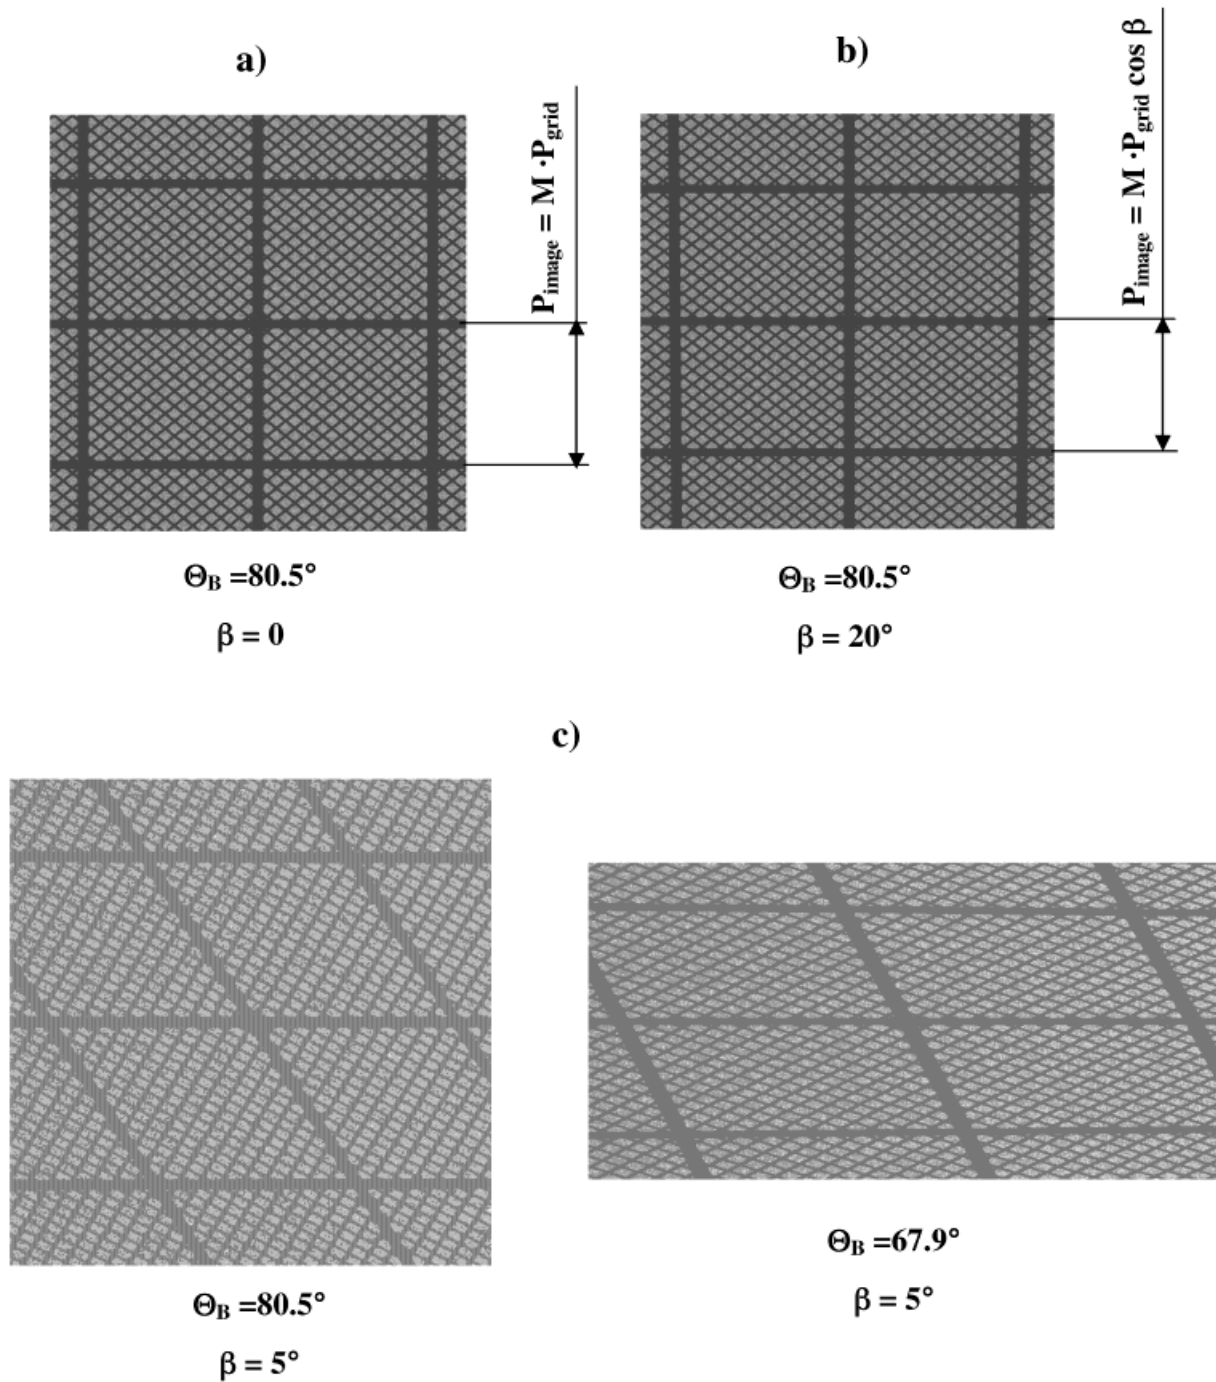 a)
P_image = M ·P_grid
Θ_B =80.5°
β = 0
b)
P_image = M ·P_grid cos β
Θ_B =80.5°
β = 20°
c)
Θ_B =80.5°
β = 5°
Θ_B =67.9°
β = 5°